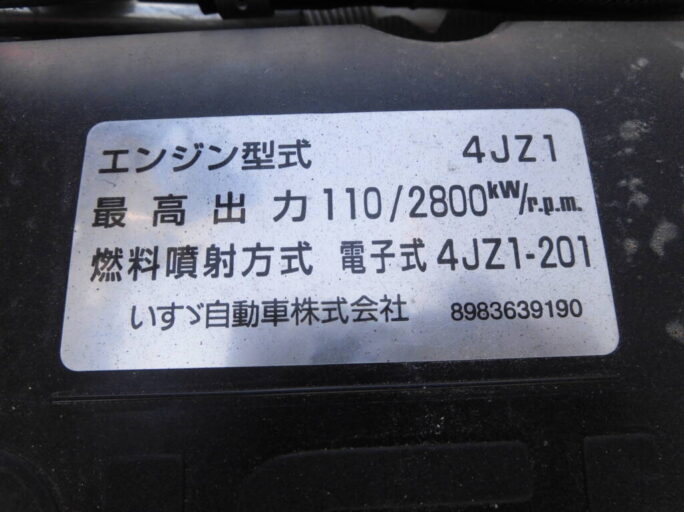 エンジン型式 4JZ1
最高出力 110/2800kW/r.p.m.
燃料噴射方式 電子式 4JZ1-201
いすゞ自動車株式会社 8983639190